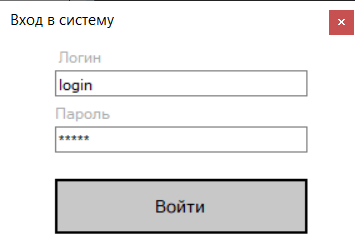 Вход в систему
Логин
login
Пароль
*****
Войти